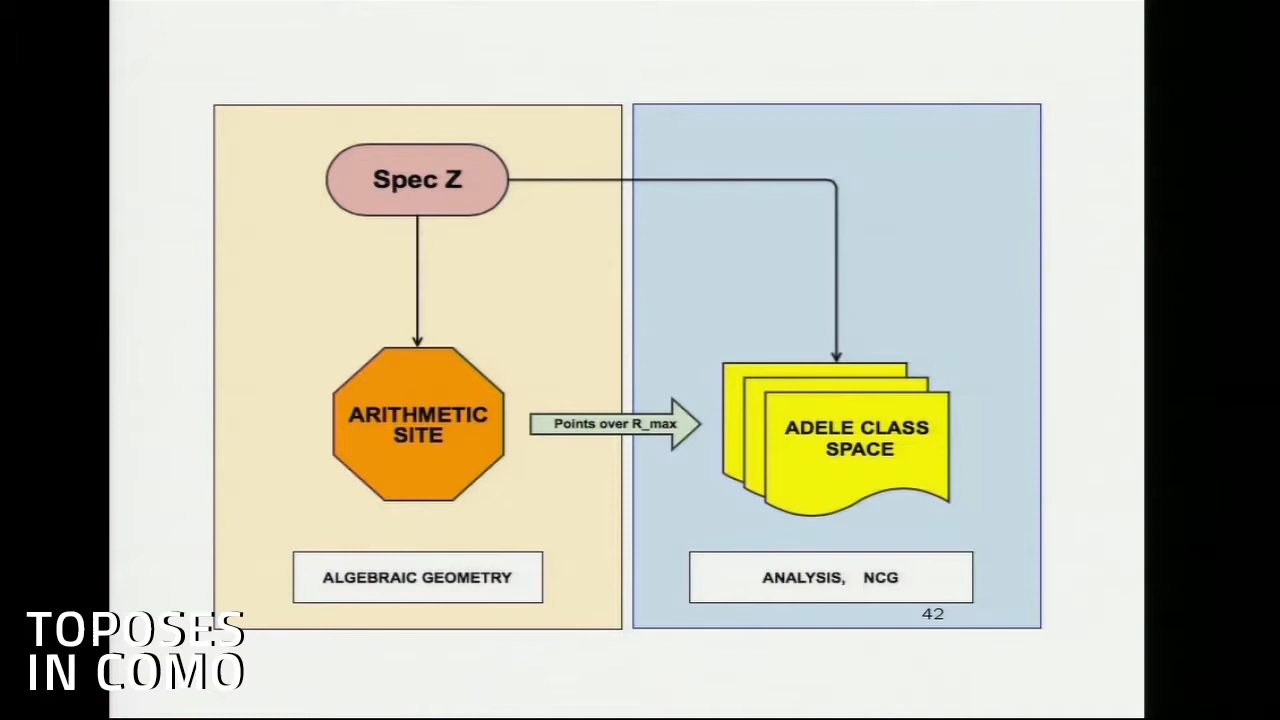 Spec Z
ARITHMETIC
SITE
Points over R_max
ADELE CLASS
SPACE
ALGEBRAIC GEOMETRY
ANALYSIS, NCG
42
TOPOSES
IN COMO